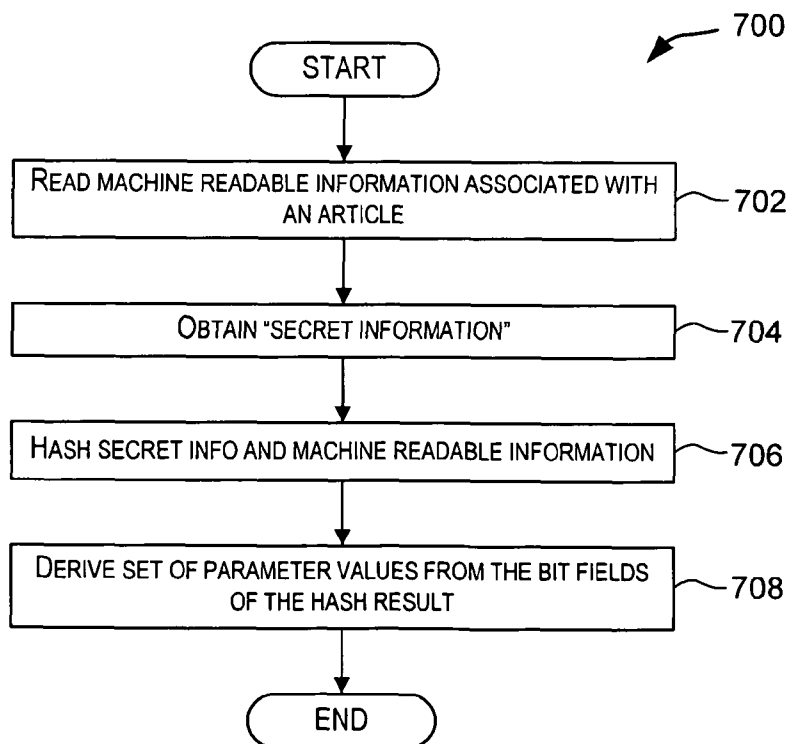 700
START
READ MACHINE READABLE INFORMATION ASSOCIATED WITH
AN ARTICLE
702
OBTAIN “SECRET INFORMATION”
704
HASH SECRET INFO AND MACHINE READABLE INFORMATION
706
DERIVE SET OF PARAMETER VALUES FROM THE BIT FIELDS
OF THE HASH RESULT
708
END